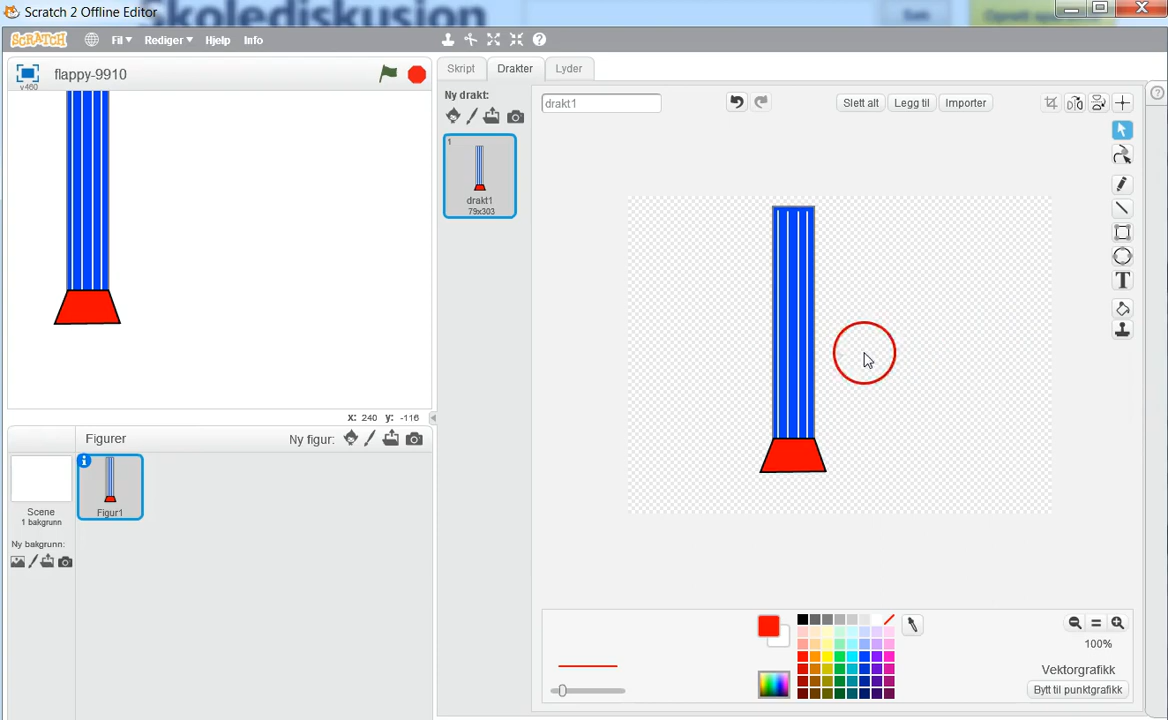 Skolediskusion
Scratch 2 Offline Editor
SCRATCH
Fil
Rediger
Hjelp
Info
v460
flappy-9910
Skript
Drakter
Lyder
Ny drakt:
1
drakt1
79x303
drakt1
Slett alt
Legg til
Importer
T
x: 240 y: -116
Figurer
Ny figur:
Scene
1 bakgrunn
Ny bakgrunn:
Figur1
100%
Vektorgrafikk
Bytt til punktgrafikk